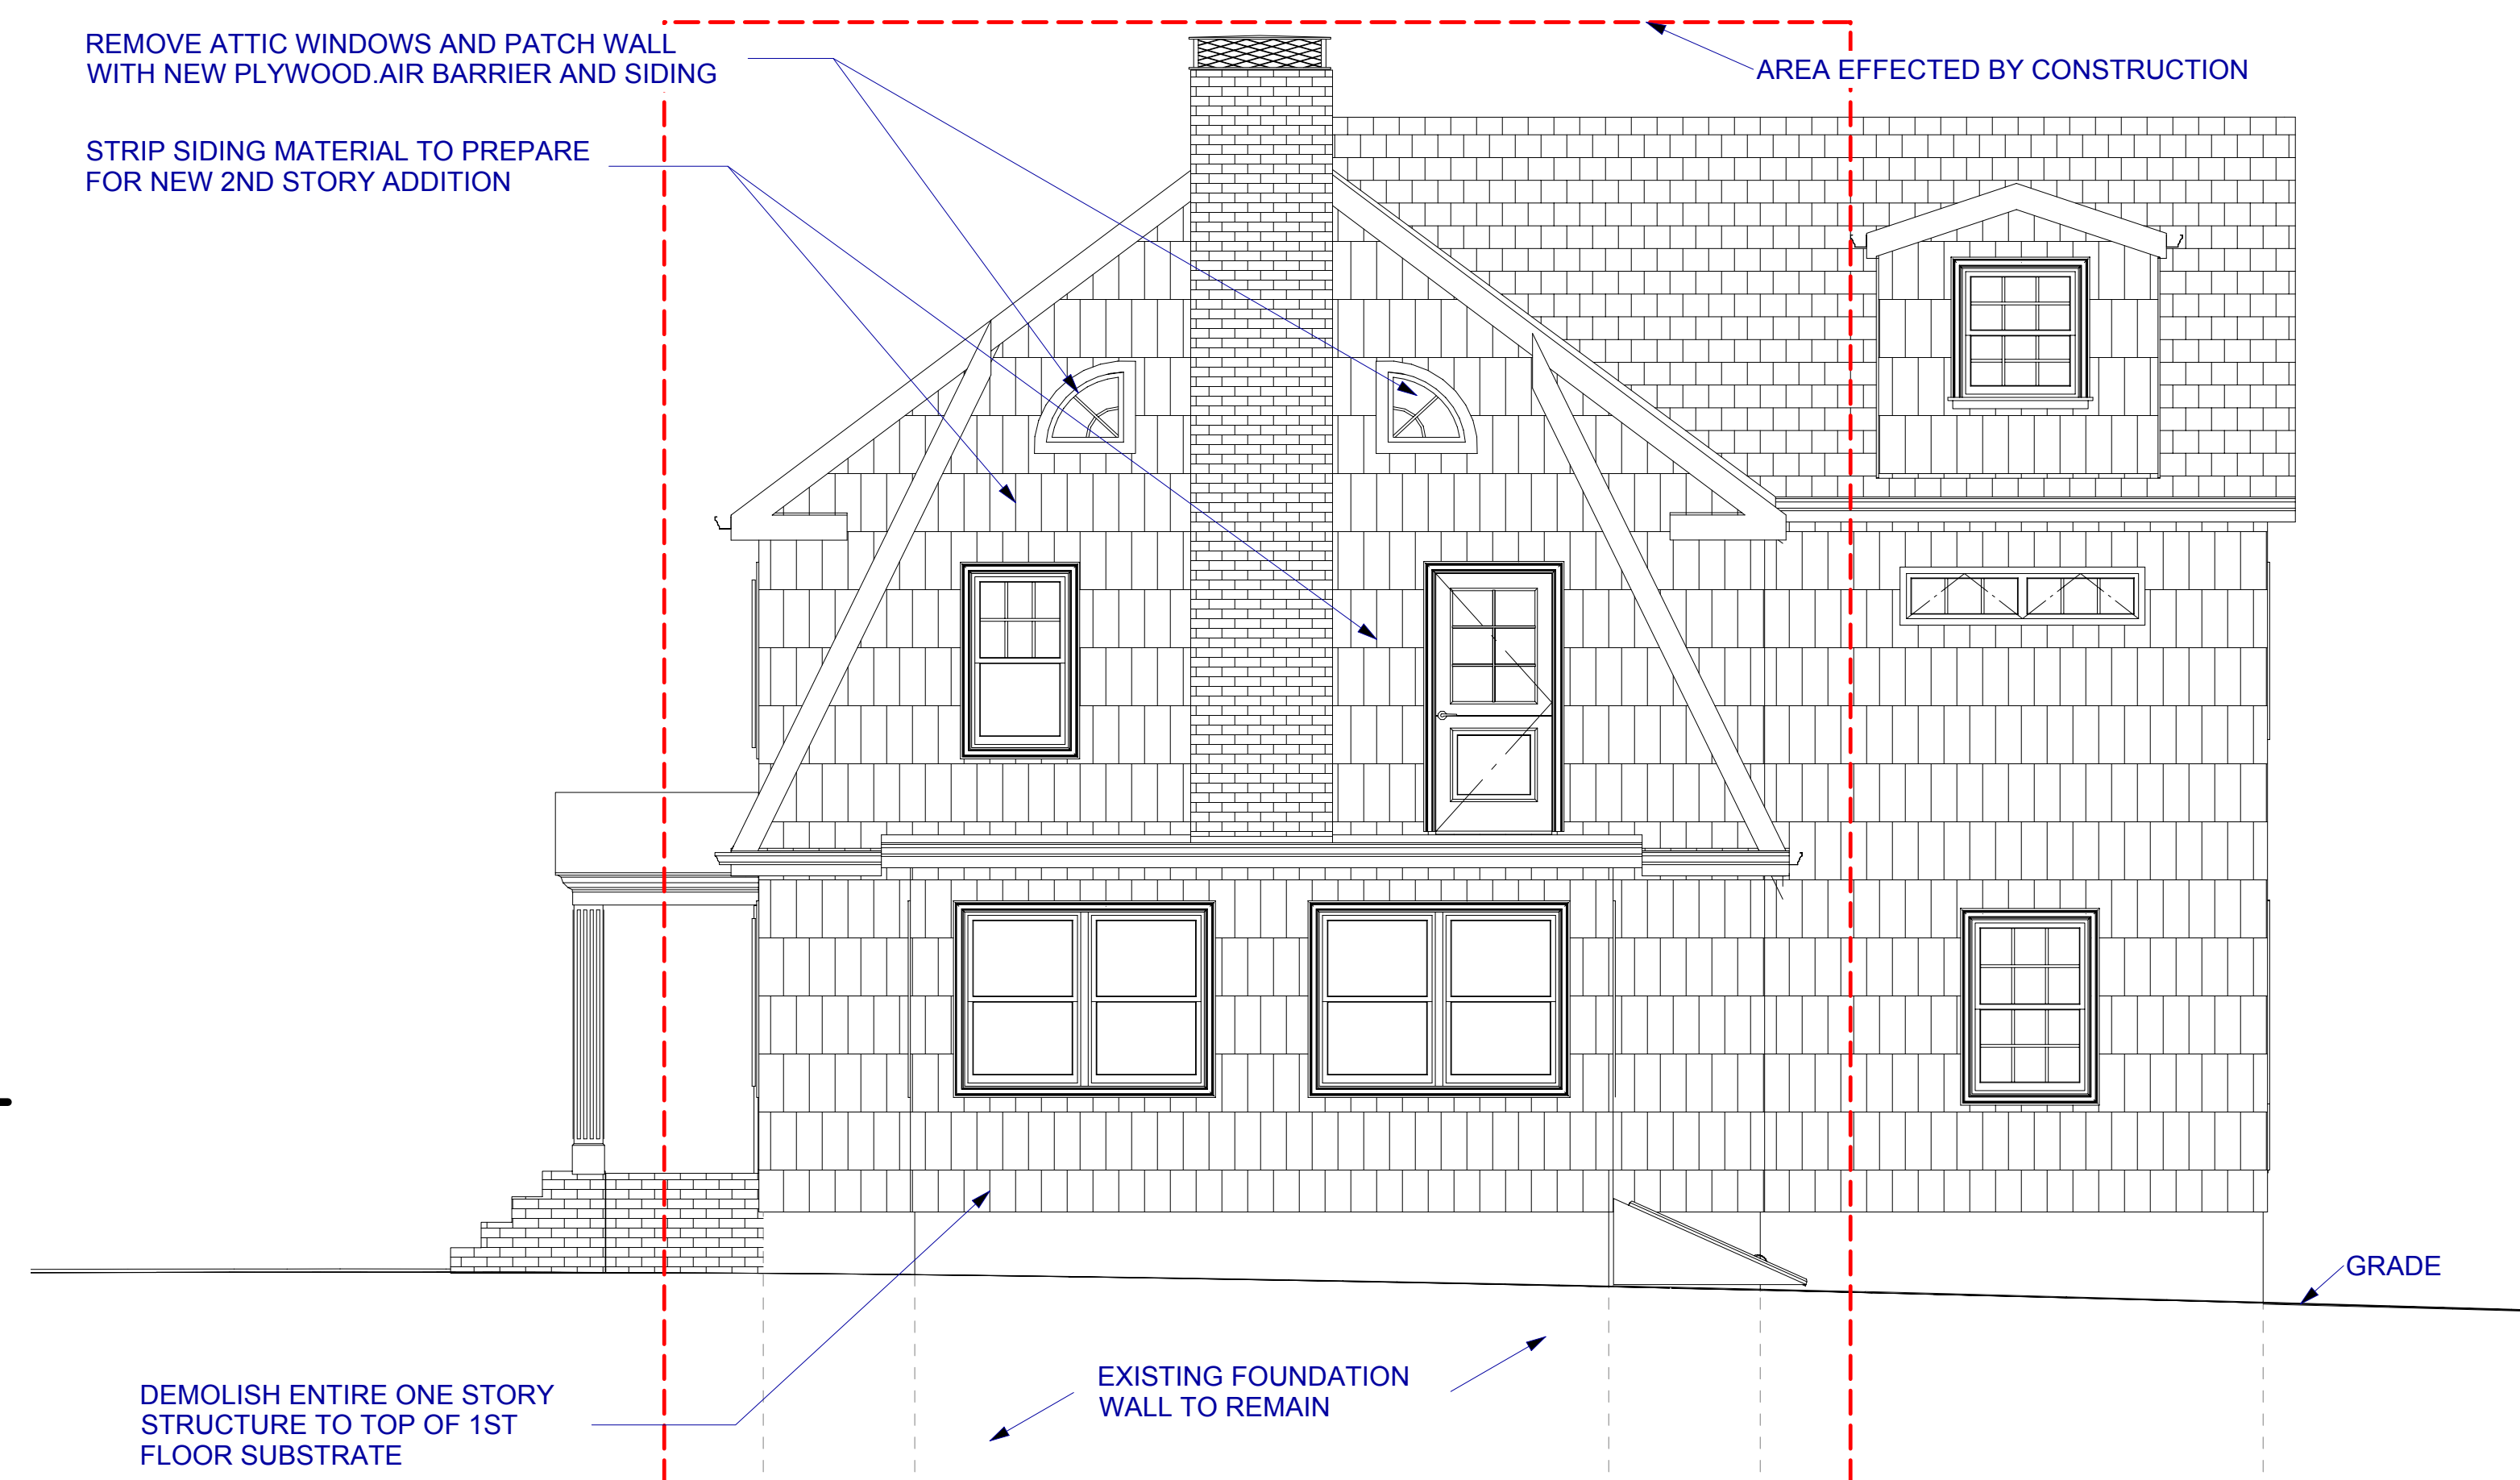 REMOVE ATTIC WINDOWS AND PATCH WALL
WITH NEW PLYWOOD.AIR BARRIER AND SIDING
AREA EFFECTED BY CONSTRUCTION
STRIP SIDING MATERIAL TO PREPARE
FOR NEW 2ND STORY ADDITION
GRADE
EXISTING FOUNDATION
WALL TO REMAIN
DEMOLISH ENTIRE ONE STORY
STRUCTURE TO TOP OF 1ST
FLOOR SUBSTRATE